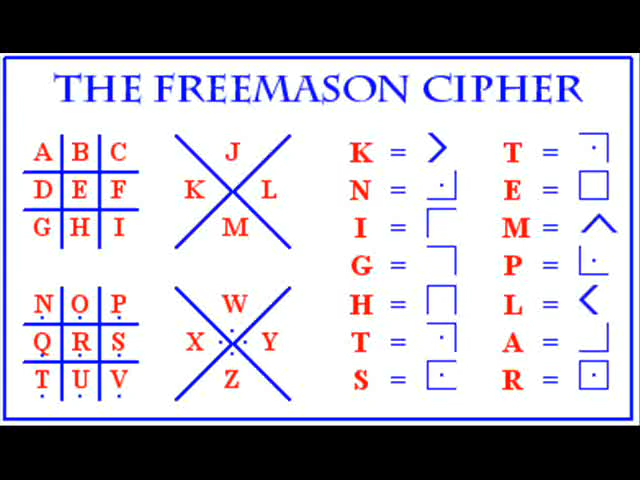 THE FREEMASON CIPHER
A B C
D E F
G H I
J
K L
M
N O P
Q R S
T U V
W
X Y
Z
K =
N =
I =
G =
H =
T =
S =
T =
E =
M =
P =
L =
A =
R =